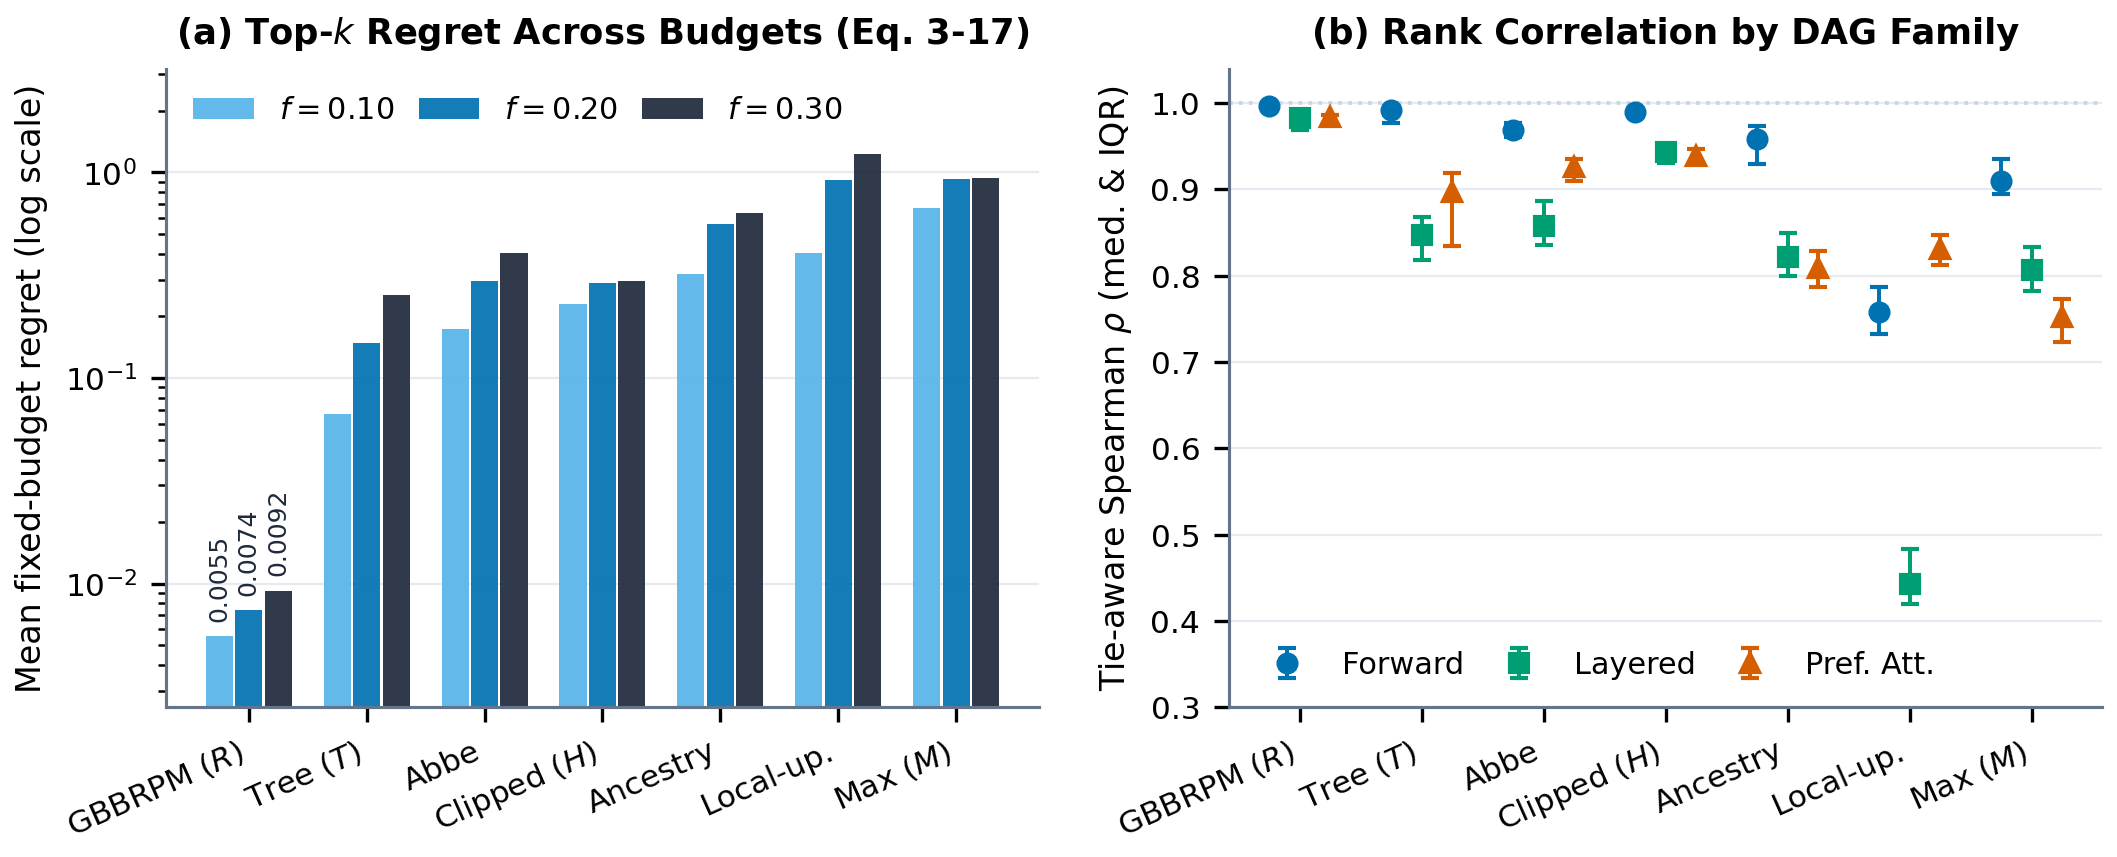 (a) Top-k Regret Across Budgets (Eq. 3-17)
Mean fixed-budget regret (log scale)
f = 0.10
f = 0.20
f = 0.30
10⁰
10⁻¹
10⁻²
0.0055
0.0074
0.0092
GBBRPM (R)
Tree (T)
Abbe
Clipped (H)
Ancestry
Local-up.
Max (M)
(b) Rank Correlation by DAG Family
Tie-aware Spearman ρ (med. & IQR)
1.0
0.9
0.8
0.7
0.6
0.5
0.4
0.3
Forward
Layered
Pref. Att.
GBBRPM (R)
Tree (T)
Abbe
Clipped (H)
Ancestry
Local-up.
Max (M)